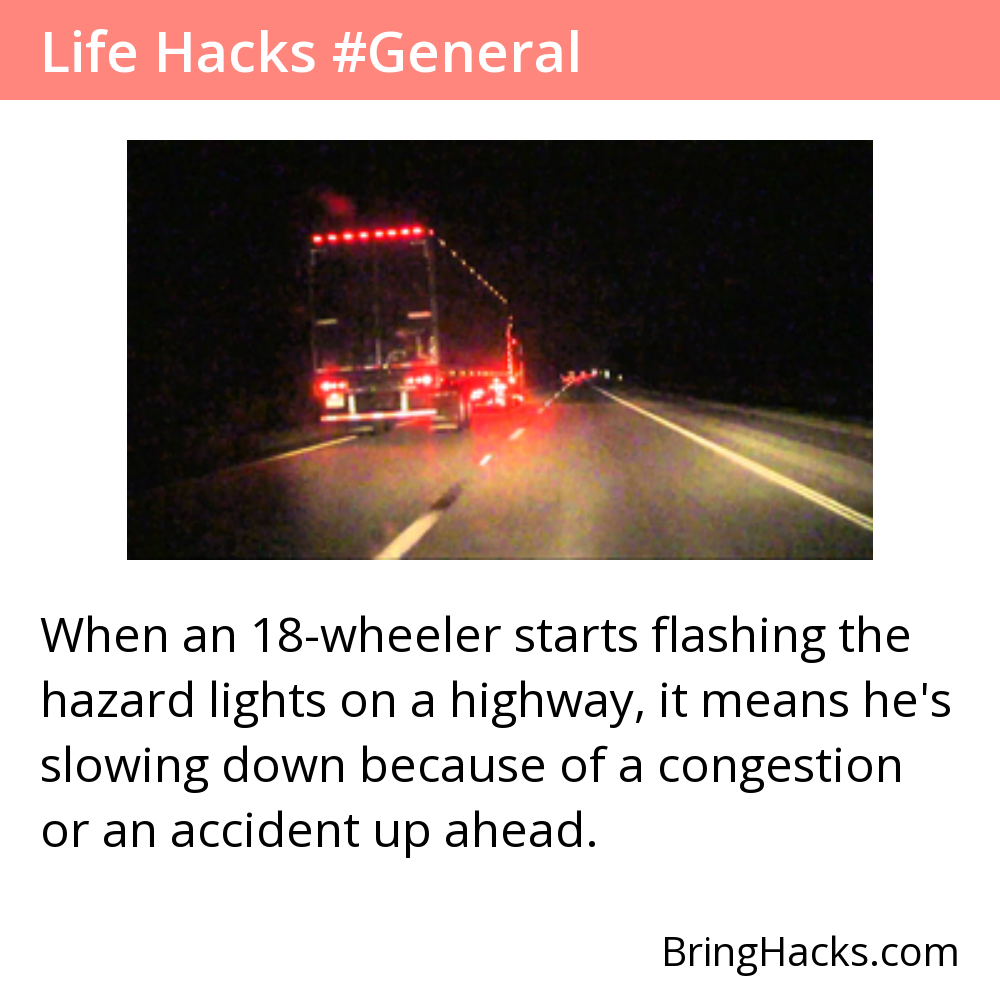 Life Hacks #General
When an 18-wheeler starts flashing the
hazard lights on a highway, it means he's
slowing down because of a congestion
or an accident up ahead.
BringHacks.com